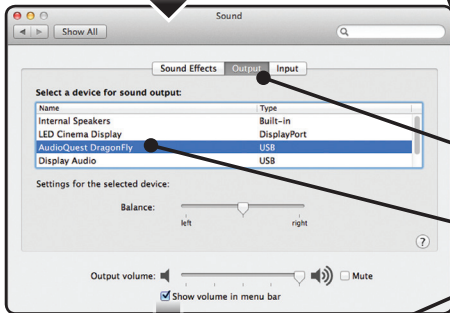 Sound
Show All
Sound Effects Output Input
Select a device for sound output:
Name Type
Internal Speakers Built-in
LED Cinema Display DisplayPort
AudioQuest DragonFly USB
Display Audio USB
Settings for the selected device:
Balance:
left right
?
Output volume: Mute
Show volume in menu bar